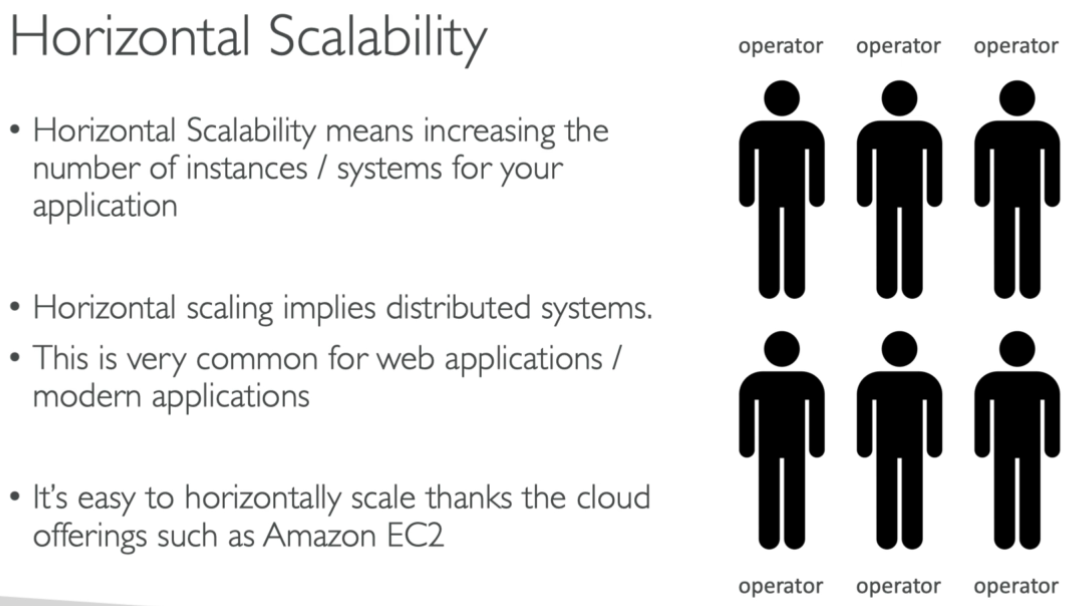 Horizontal Scalability
• Horizontal Scalability means increasing the
number of instances / systems for your
application
• Horizontal scaling implies distributed systems.
• This is very common for web applications /
modern applications
• It's easy to horizontally scale thanks the cloud
offerings such as Amazon EC2
operator operator operator
operator operator operator